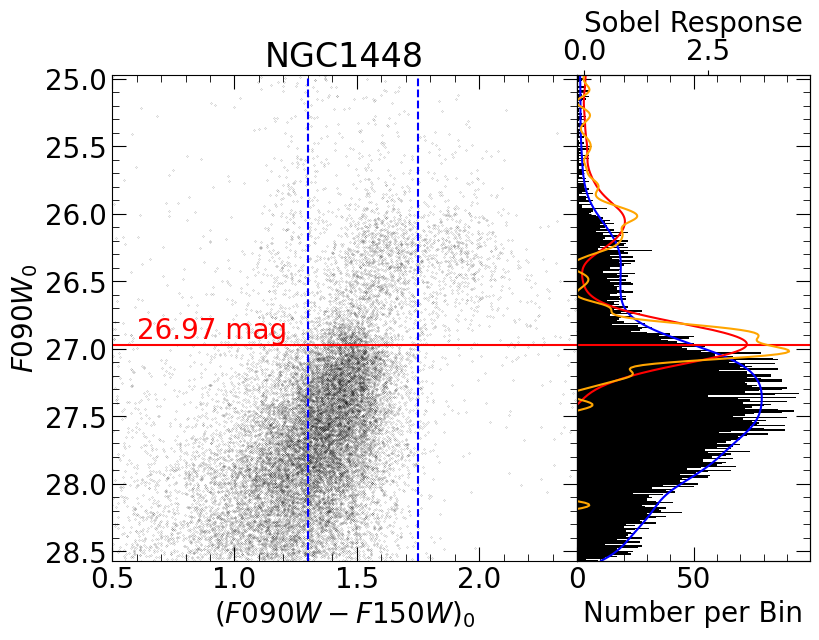 Sobel Response
NGC1448
0.0 2.5
25.0
25.5
26.0
26.5
26.97 mag
27.0
27.5
28.0
28.5
F090W₀
0.5 1.0 1.5 2.0
0 50
(F090W − F150W)₀
Number per Bin